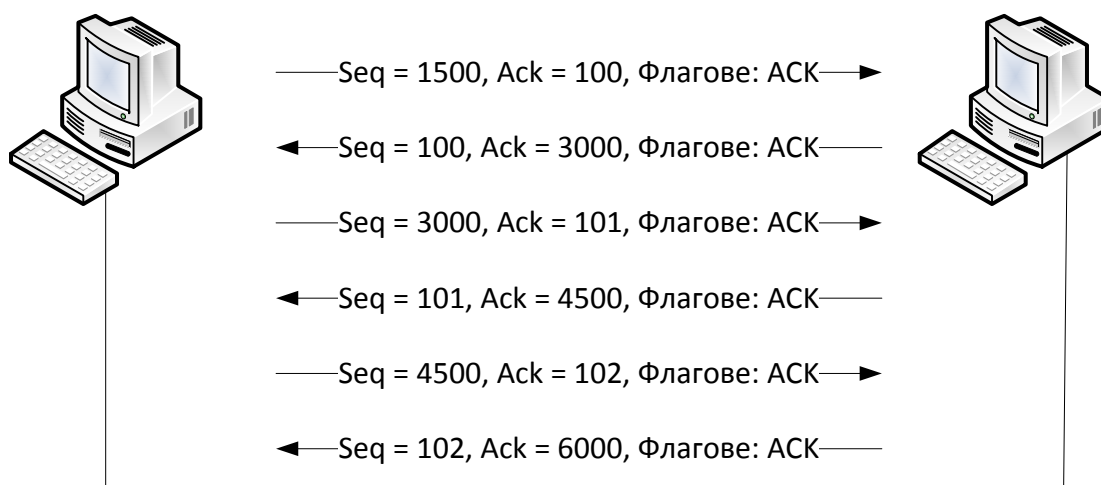 Seq = 1500, Ack = 100, Флагове: ACK
Seq = 100, Ack = 3000, Флагове: ACK
Seq = 3000, Ack = 101, Флагове: ACK
Seq = 101, Ack = 4500, Флагове: ACK
Seq = 4500, Ack = 102, Флагове: ACK
Seq = 102, Ack = 6000, Флагове: ACK